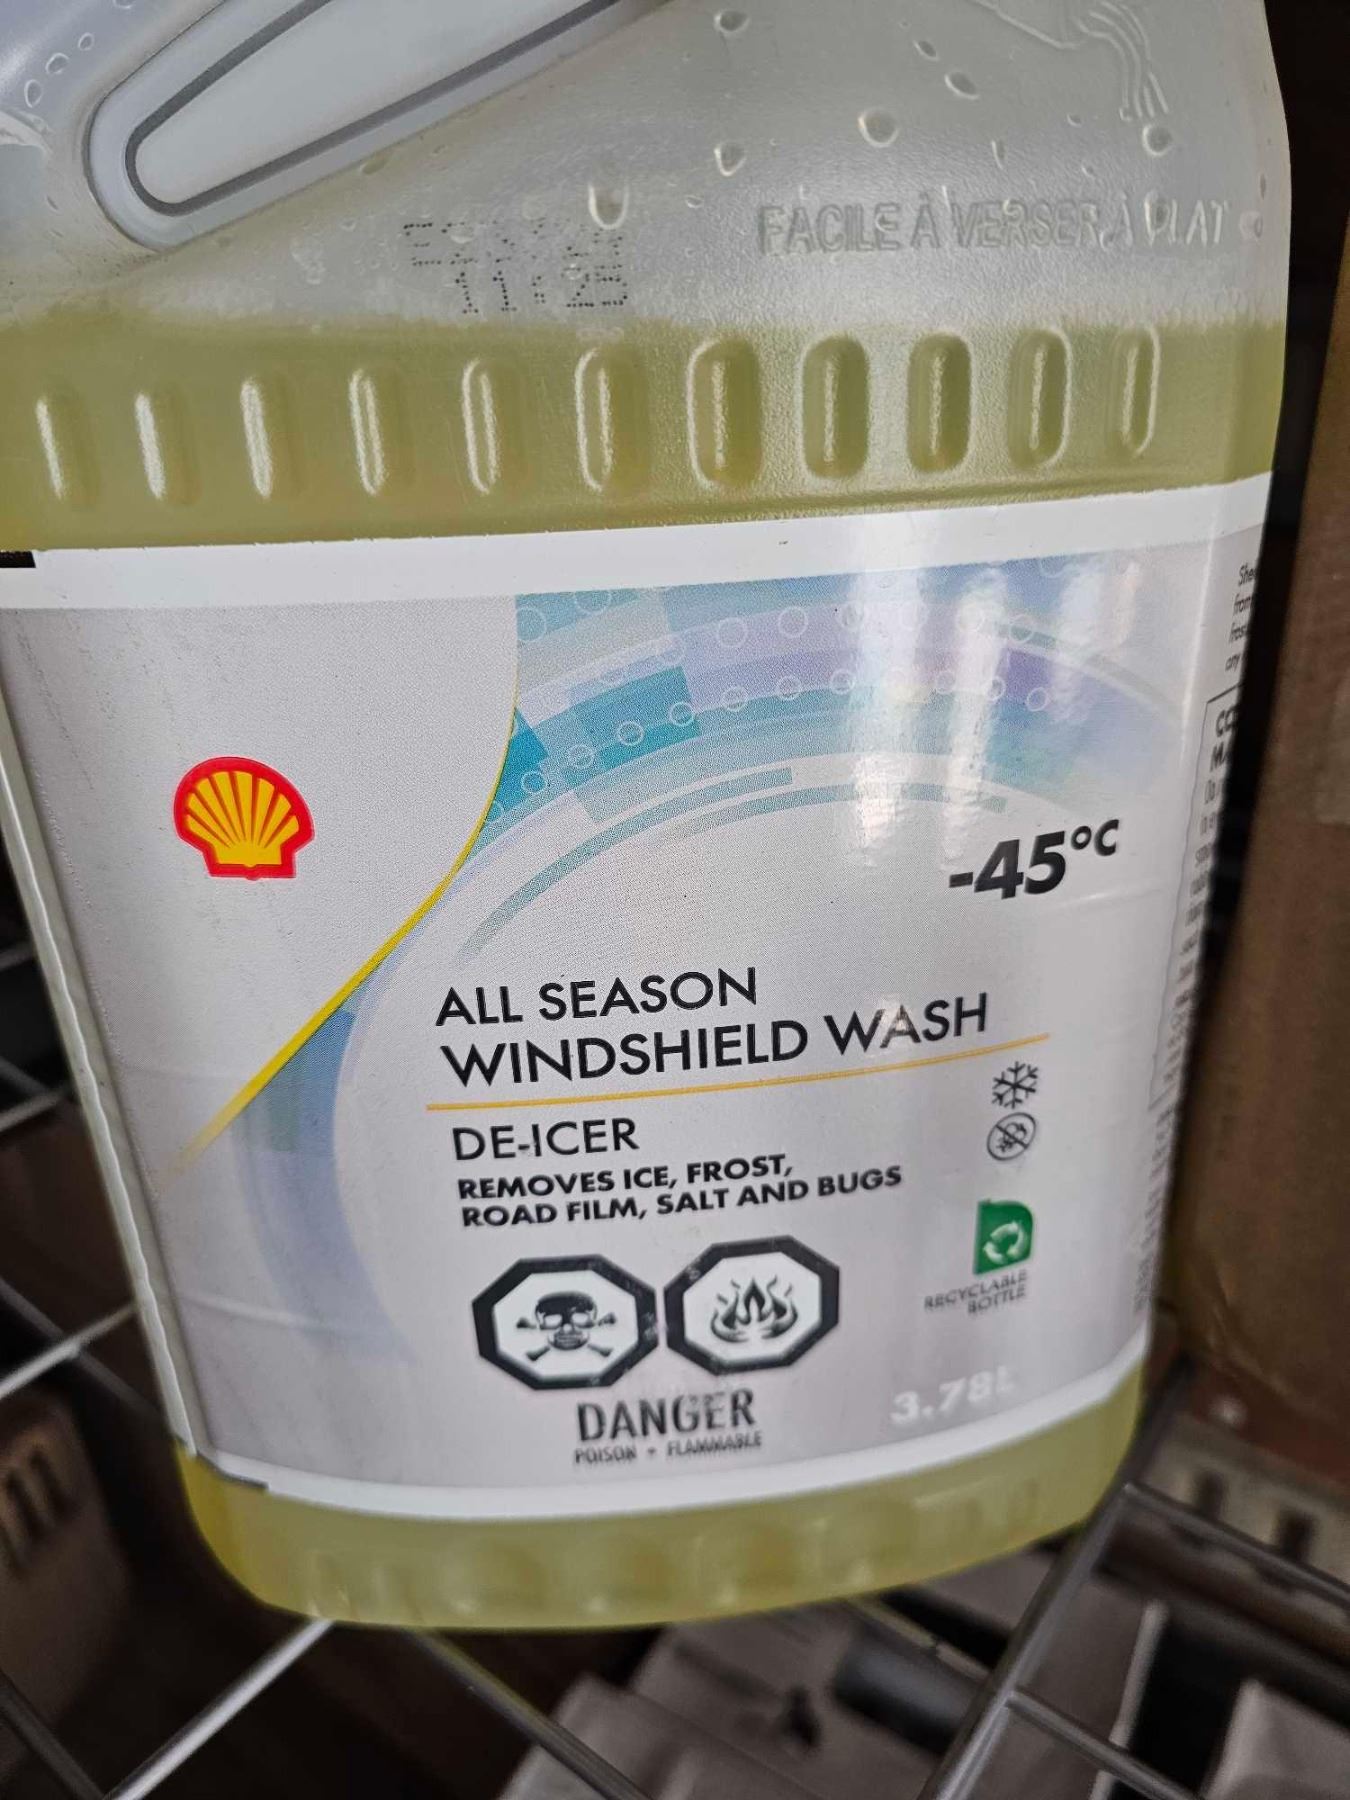 FACILE À VERSER À PLAT
11:25
-45°C
ALL SEASON
WINDSHIELD WASH
DE-ICER
REMOVES ICE, FROST,
ROAD FILM, SALT AND BUGS
RECYCLABLE
BOTTLE
DANGER
POISON - FLAMMABLE
3.78L